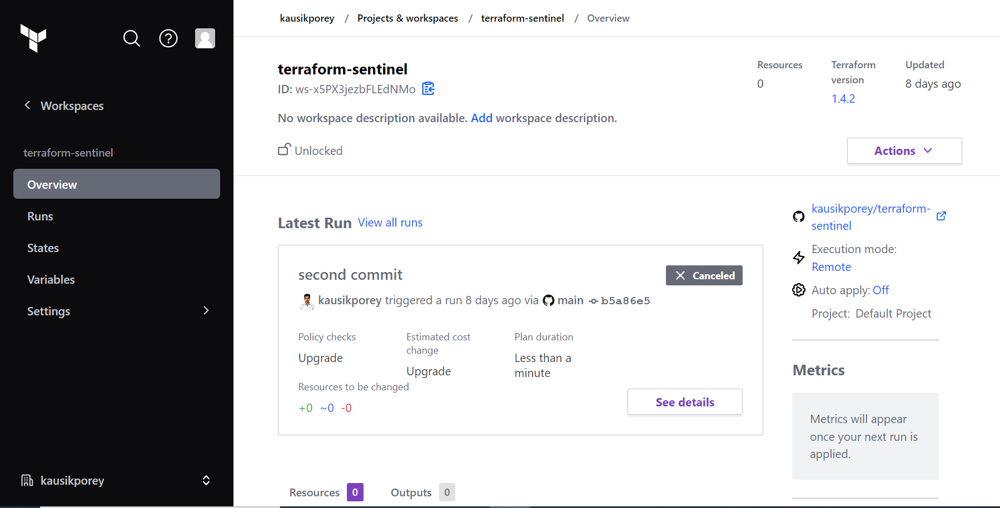 kausikporey / Projects & workspaces / terraform-sentinel / Overview
Workspaces
terraform-sentinel
Overview
Runs
States
Variables
Settings
kausikporey
terraform-sentinel
ID: ws-x5PX3jezbFLEdNMo
No workspace description available. Add workspace description.
Unlocked
Resources
0
Terraform
version
1.4.2
Updated
8 days ago
Actions
Latest Run View all runs
second commit
Canceled
kausikporey triggered a run 8 days ago via main b5a86e5
Policy checks
Upgrade
Estimated cost
change
Upgrade
Plan duration
Less than a
minute
Resources to be changed
+0 ~0 -0
See details
Resources 0
Outputs 0
kausikporey/terraform-
sentinel
Execution mode:
Remote
Auto apply: Off
Project: Default Project
Metrics
Metrics will appear
once your next run is
applied.